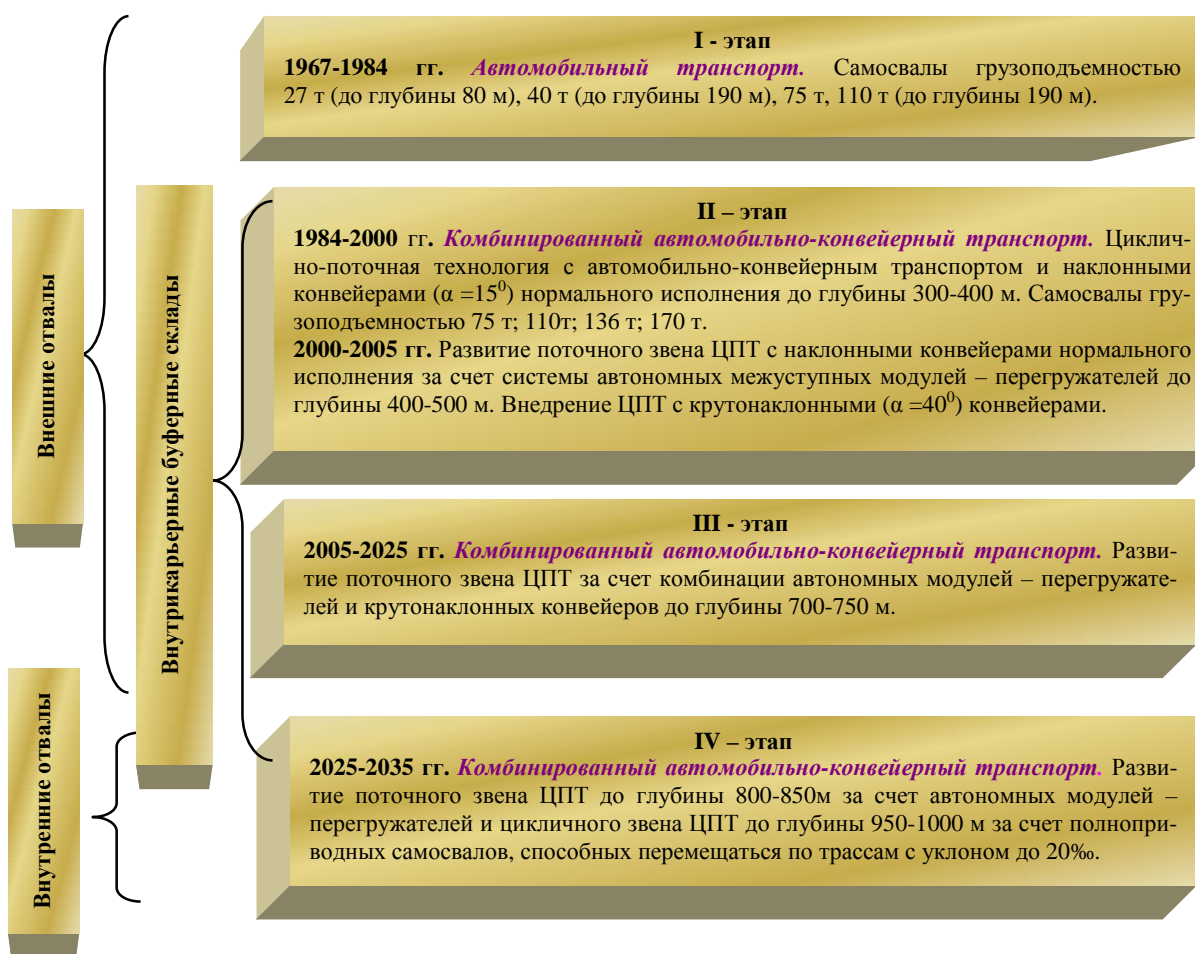 I - этап
1967-1984 гг. Автомобильный транспорт. Самосвалы грузоподъемностью
27 т (до глубины 80 м), 40 т (до глубины 190 м), 75 т, 110 т (до глубины 190 м).
II – этап
1984-2000 гг. Комбинированный автомобильно-конвейерный транспорт. Циклич-
но-поточная технология с автомобильно-конвейерным транспортом и наклонными
конвейерами (α =15⁰) нормального исполнения до глубины 300-400 м. Самосвалы гру-
зоподъемностью 75 т; 110т; 136 т; 170 т.
2000-2005 гг. Развитие поточного звена ЦПТ с наклонными конвейерами нормального
исполнения за счет системы автономных межуступных модулей – перегружателей до
глубины 400-500 м. Внедрение ЦПТ с крутонаклонными (α =40⁰) конвейерами.
III - этап
2005-2025 гг. Комбинированный автомобильно-конвейерный транспорт. Разви-
тие поточного звена ЦПТ за счет комбинации автономных модулей – перегружате-
лей и крутонаклонных конвейеров до глубины 700-750 м.
IV – этап
2025-2035 гг. Комбинированный автомобильно-конвейерный транспорт. Разви-
тие поточного звена ЦПТ до глубины 800-850м за счет автономных модулей –
перегружателей и цикличного звена ЦПТ до глубины 950-1000 м за счет полнопри-
водных самосвалов, способных перемещаться по трассам с уклоном до 20‰.
Внешние отвалы
Внутрикарьерные буферные склады
Внутренние отвалы